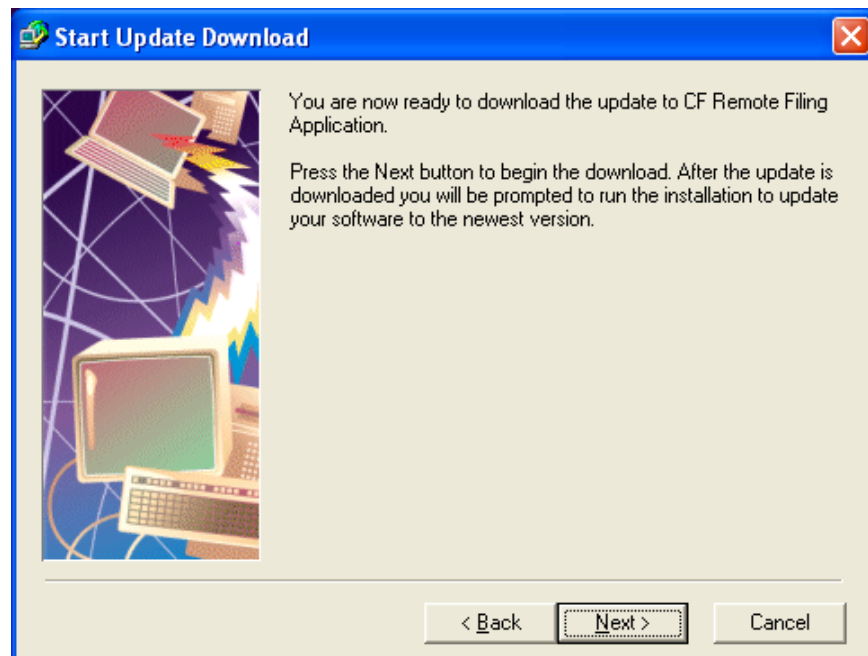 Start Update Download
You are now ready to download the update to CF Remote Filing
Application.
Press the Next button to begin the download. After the update is
downloaded you will be prompted to run the installation to update
your software to the newest version.
< Back Next > Cancel